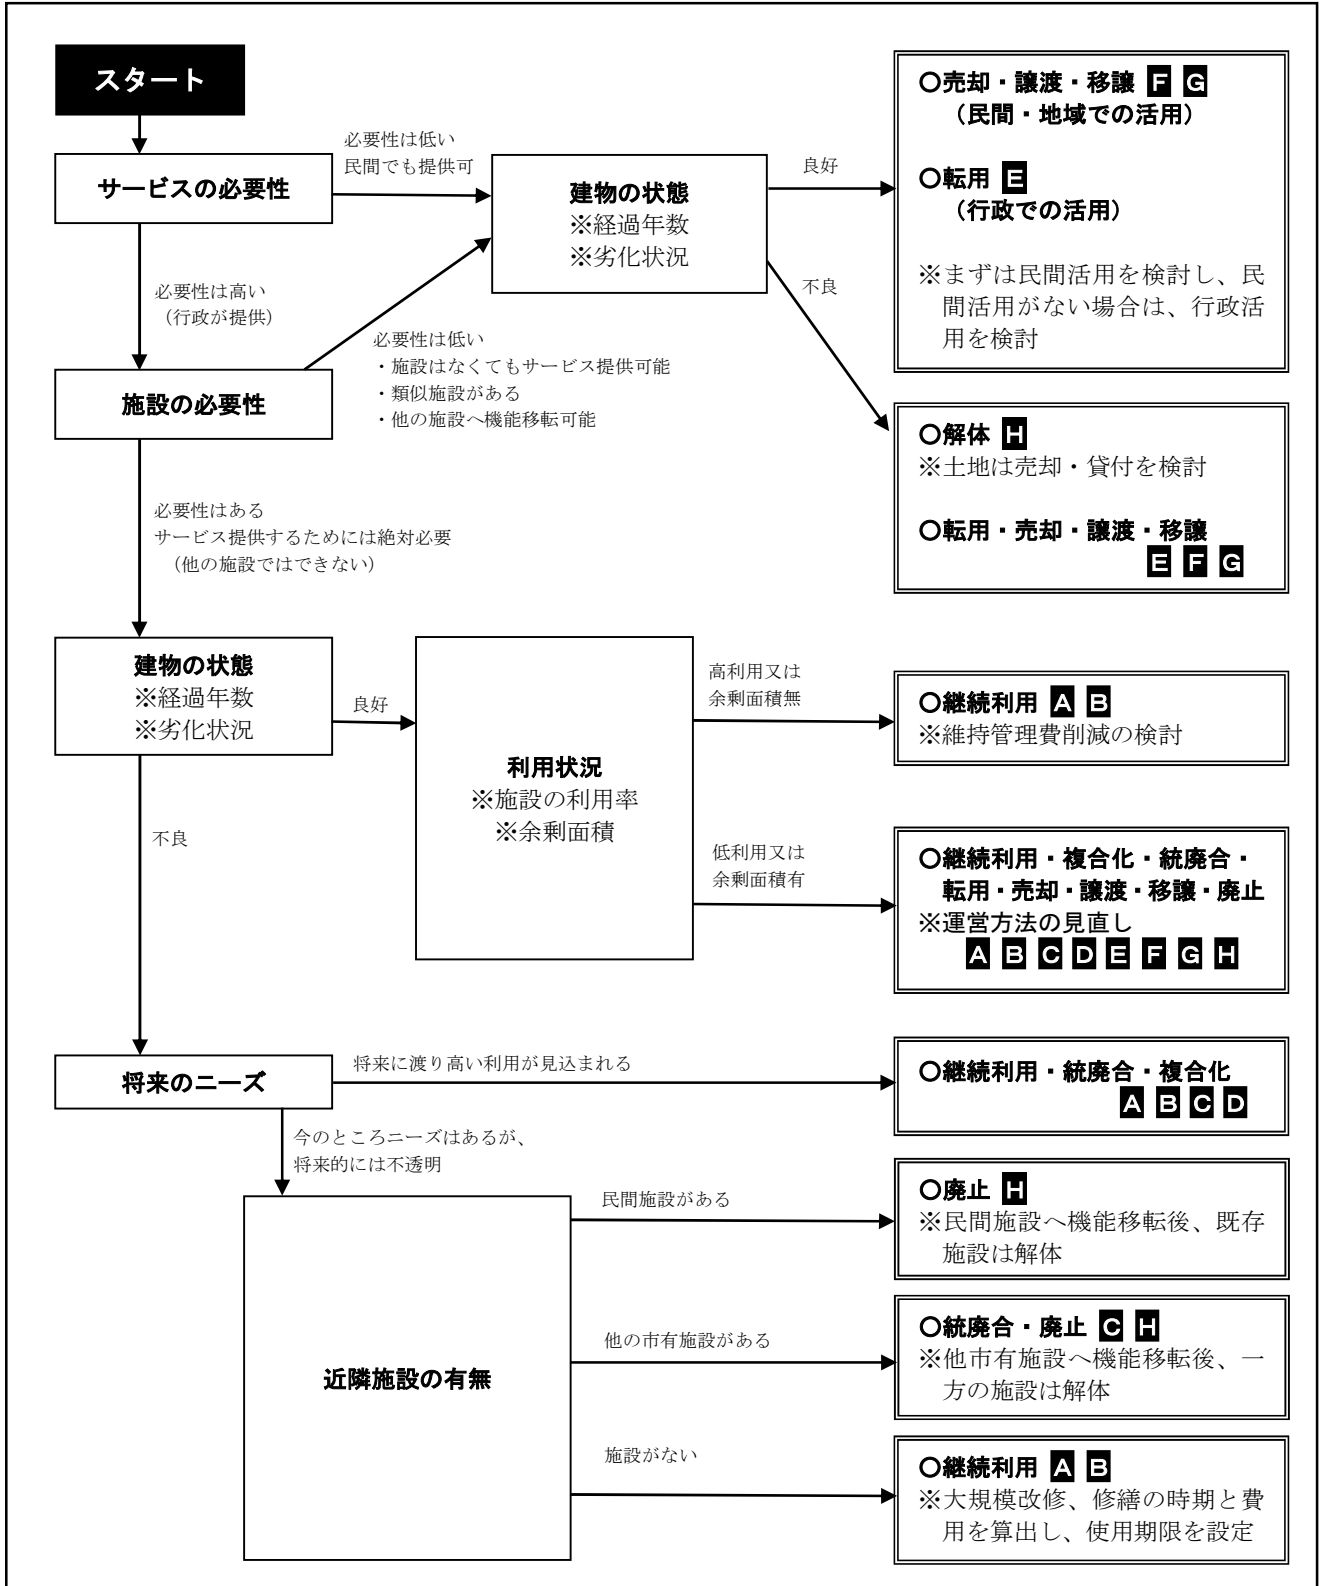 スタート
サービスの必要性
必要性は低い
民間でも提供可
建物の状態
※経過年数
※劣化状況
良好
〇売却・譲渡・移譲 F G
（民間・地域での活用）
〇転用 E
（行政での活用）
※まずは民間活用を検討し、民
間活用がない場合は、行政活
用を検討
不良
必要性は高い
（行政が提供）
施設の必要性
必要性は低い
・施設はなくてもサービス提供可能
・類似施設がある
・他の施設へ機能移転可能
〇解体 H
※土地は売却・貸付を検討
〇転用・売却・譲渡・移譲
E F G
必要性はある
サービス提供するためには絶対必要
（他の施設ではできない）
建物の状態
※経過年数
※劣化状況
良好
利用状況
※施設の利用率
※余剰面積
高利用又は
余剰面積無
〇継続利用 A B
※維持管理費削減の検討
低利用又は
余剰面積有
〇継続利用・複合化・統廃合・
転用・売却・譲渡・移譲・廃止
※運営方法の見直し
A B C D E F G H
不良
将来のニーズ
将来に渡り高い利用が見込まれる
〇継続利用・統廃合・複合化
A B C D
今のところニーズはあるが、
将来的には不透明
近隣施設の有無
民間施設がある
〇廃止 H
※民間施設へ機能移転後、既存
施設は解体
他の市有施設がある
〇統廃合・廃止 C H
※他市有施設へ機能移転後、一
方の施設は解体
施設がない
〇継続利用 A B
※大規模改修、修繕の時期と費
用を算出し、使用期限を設定